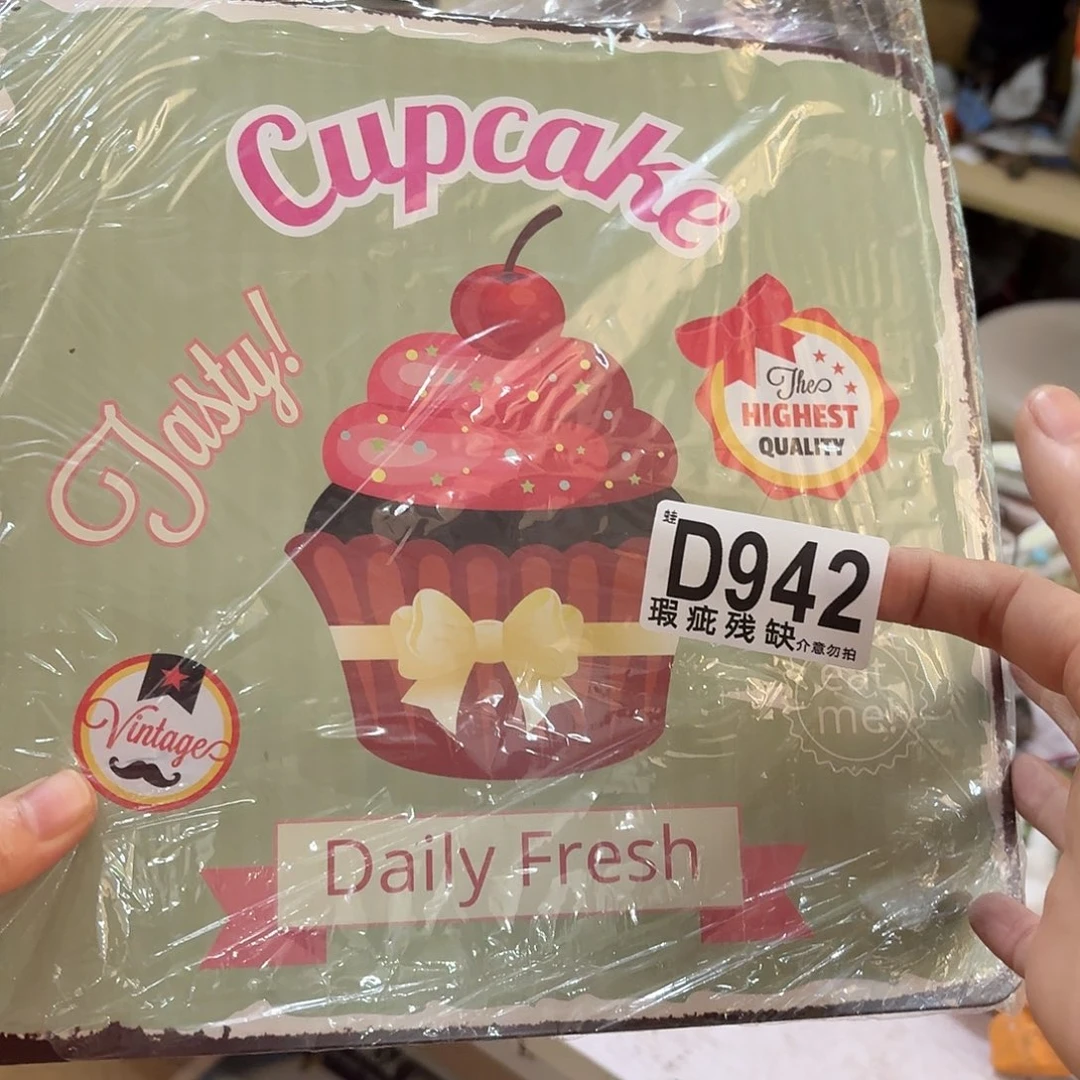 Cupcake
Tasty!
The
HIGHEST
QUALITY
蛙
D942
瑕疵残缺介意勿拍
eat
me!
Vintage
Daily Fresh